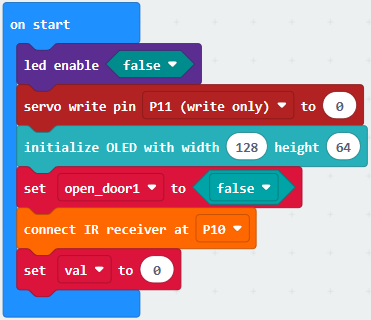 on start
led enable false
servo write pin P11 (write only) to 0
initialize OLED with width 128 height 64
set open_door1 to false
connect IR receiver at P10
set val to 0